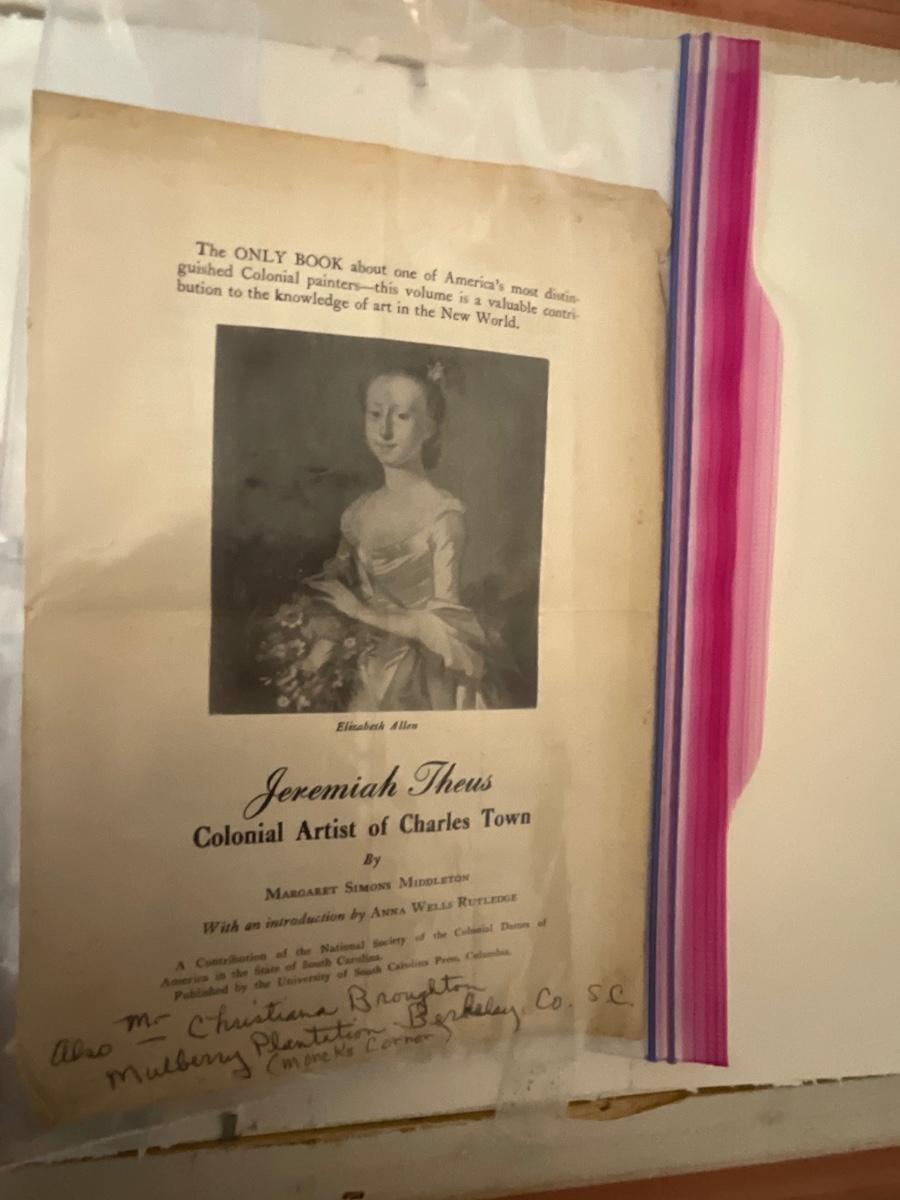 The ONLY BOOK about one of America's most distin-
guished Colonial painters—this volume is a valuable contri-
bution to the knowledge of art in the New World.
Elizabeth Allen
Jeremiah Theus
Colonial Artist of Charles Town
By
MARGARET SIMONS MIDDLETON
With an introduction by ANNA WELLS RUTLEDGE
A Contribution of the National Society of the Colonial Dames of
America in the State of South Carolina.
Published by the University of South Carolina Press, Columbia.
Also Mr Christiana Broughton
Mulberry Plantation Berkeley. Co. S.C.
(Moncks Corner)